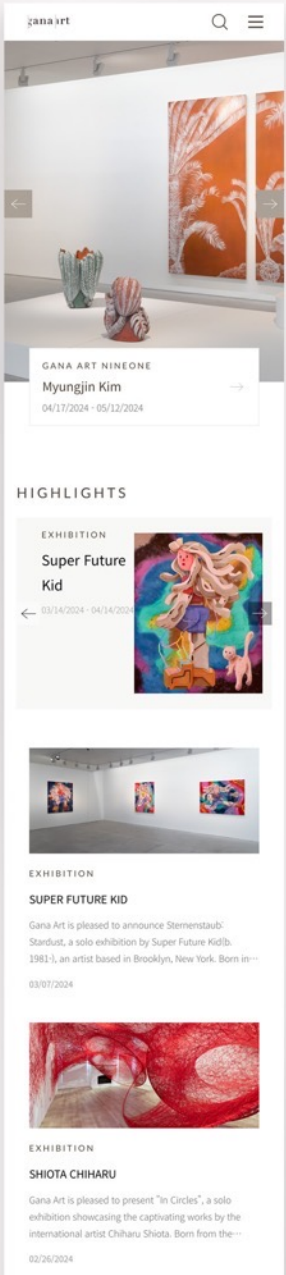 gana art
GANA ART NINEONE
Myungjin Kim
04/17/2024 - 05/12/2024
HIGHLIGHTS
EXHIBITION
Super Future
Kid
03/14/2024 - 04/14/2024
EXHIBITION
SUPER FUTURE KID
Gana Art is pleased to announce Sternenstaub:
Stardust, a solo exhibition by Super Future Kid(b.
1981-), an artist based in Brooklyn, New York. Born in…
03/07/2024
EXHIBITION
SHIOTA CHIHARU
Gana Art is pleased to present "In Circles", a solo
exhibition showcasing the captivating works by the
international artist Chiharu Shiota. Born from the…
02/26/2024